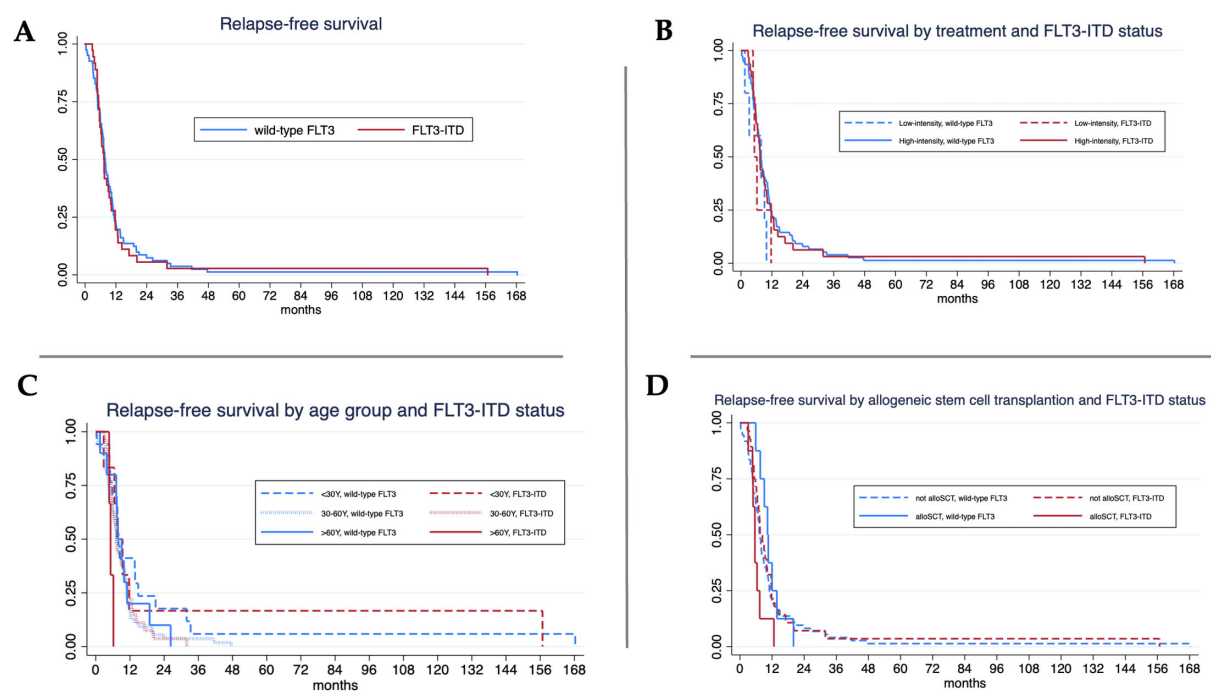 A
Relapse-free survival
1.00
0.75
0.50
0.25
0.00
wild-type FLT3 FLT3-ITD
0 12 24 36 48 60 72 84 96 108 120 132 144 156 168
months
B
Relapse-free survival by treatment and FLT3-ITD status
1.00
0.75
0.50
0.25
0.00
Low-intensity, wild-type FLT3 Low-intensity, FLT3-ITD
High-intensity, wild-type FLT3 High-intensity, FLT3-ITD
0 12 24 36 48 60 72 84 96 108 120 132 144 156 168
months
C
Relapse-free survival by age group and FLT3-ITD status
1.00
0.75
0.50
0.25
0.00
<30Y, wild-type FLT3 <30Y, FLT3-ITD
30-60Y, wild-type FLT3 30-60Y, FLT3-ITD
>60Y, wild-type FLT3 >60Y, FLT3-ITD
0 12 24 36 48 60 72 84 96 108 120 132 144 156 168
months
D
Relapse-free survival by allogeneic stem cell transplantion and FLT3-ITD status
1.00
0.75
0.50
0.25
0.00
not alloSCT, wild-type FLT3 not alloSCT, FLT3-ITD
alloSCT, wild-type FLT3 alloSCT, FLT3-ITD
0 12 24 36 48 60 72 84 96 108 120 132 144 156 168
months